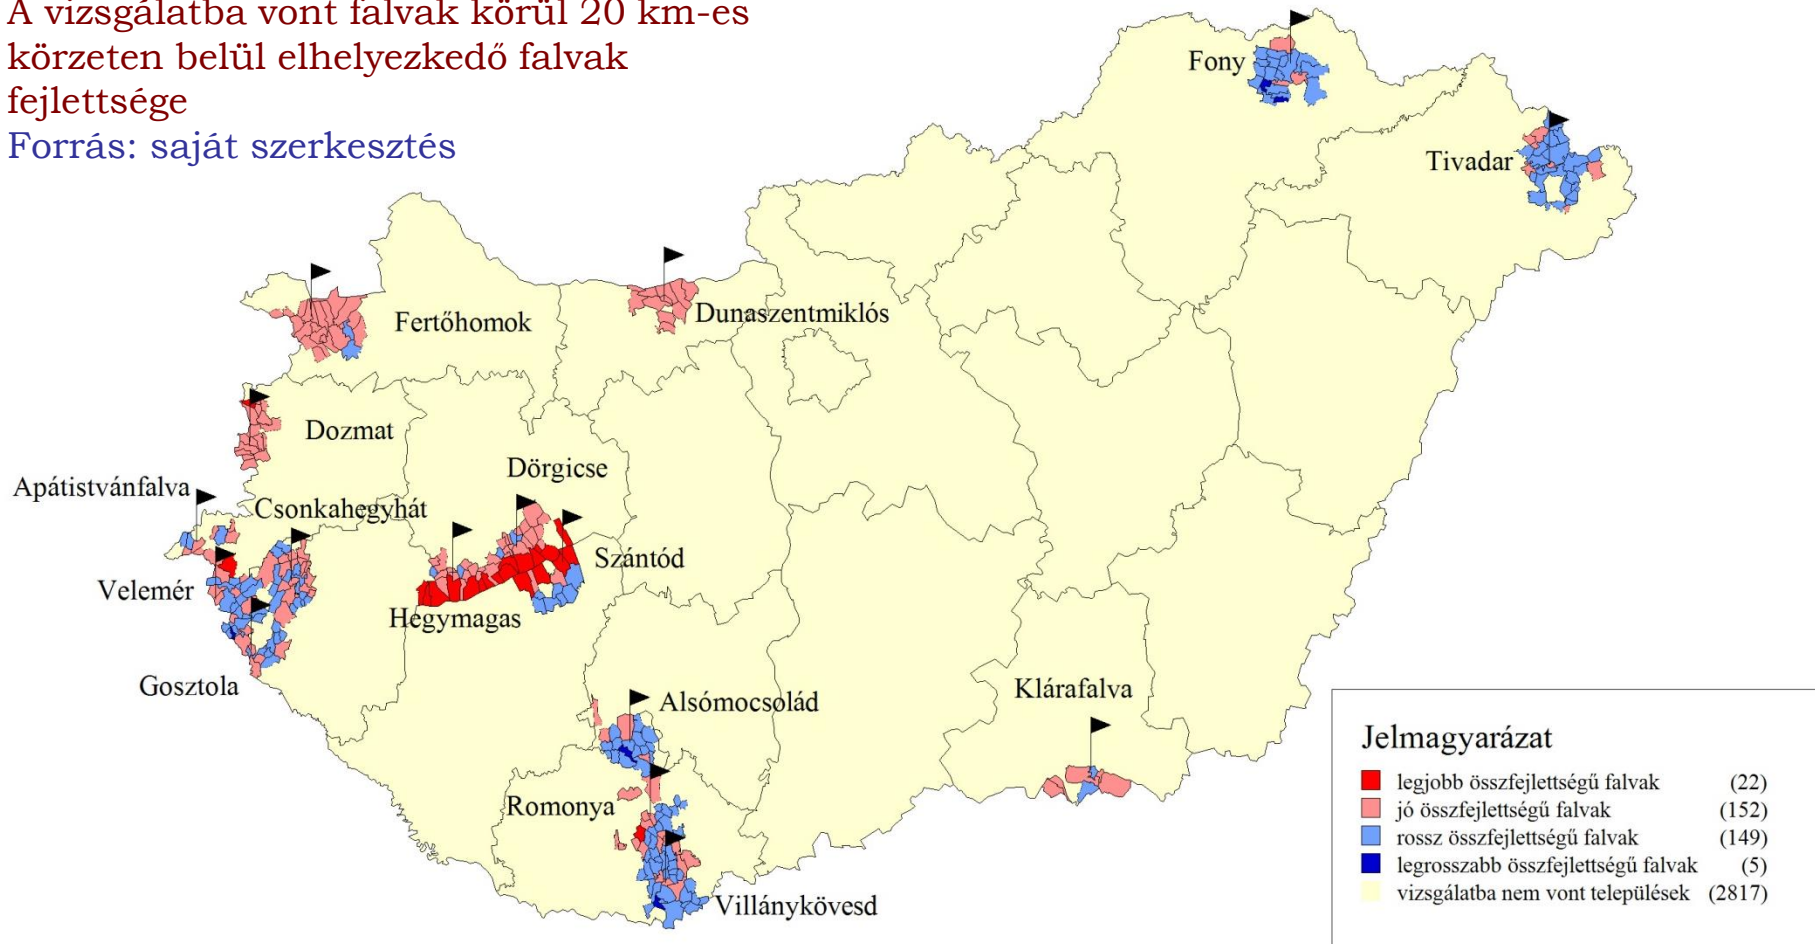 A vizsgálatba vont falvak körül 20 km-es
körzeten belül elhelyezkedő falvak
fejlettsége
Forrás: saját szerkesztés
Fony
Tivadar
Fertőhomok
Dunaszentmiklós
Dozmat
Dörgicse
Apátistvánfalva
Csonkahegyhát
Szántód
Velemér
Hegymagas
Gosztola
Alsómocsolád
Klárafalva
Romonya
Villánykövesd
Jelmagyarázat
legjobb összfejlettségű falvak (22)
jó összfejlettségű falvak (152)
rossz összfejlettségű falvak (149)
legrosszabb összfejlettségű falvak (5)
vizsgálatba nem vont települések (2817)